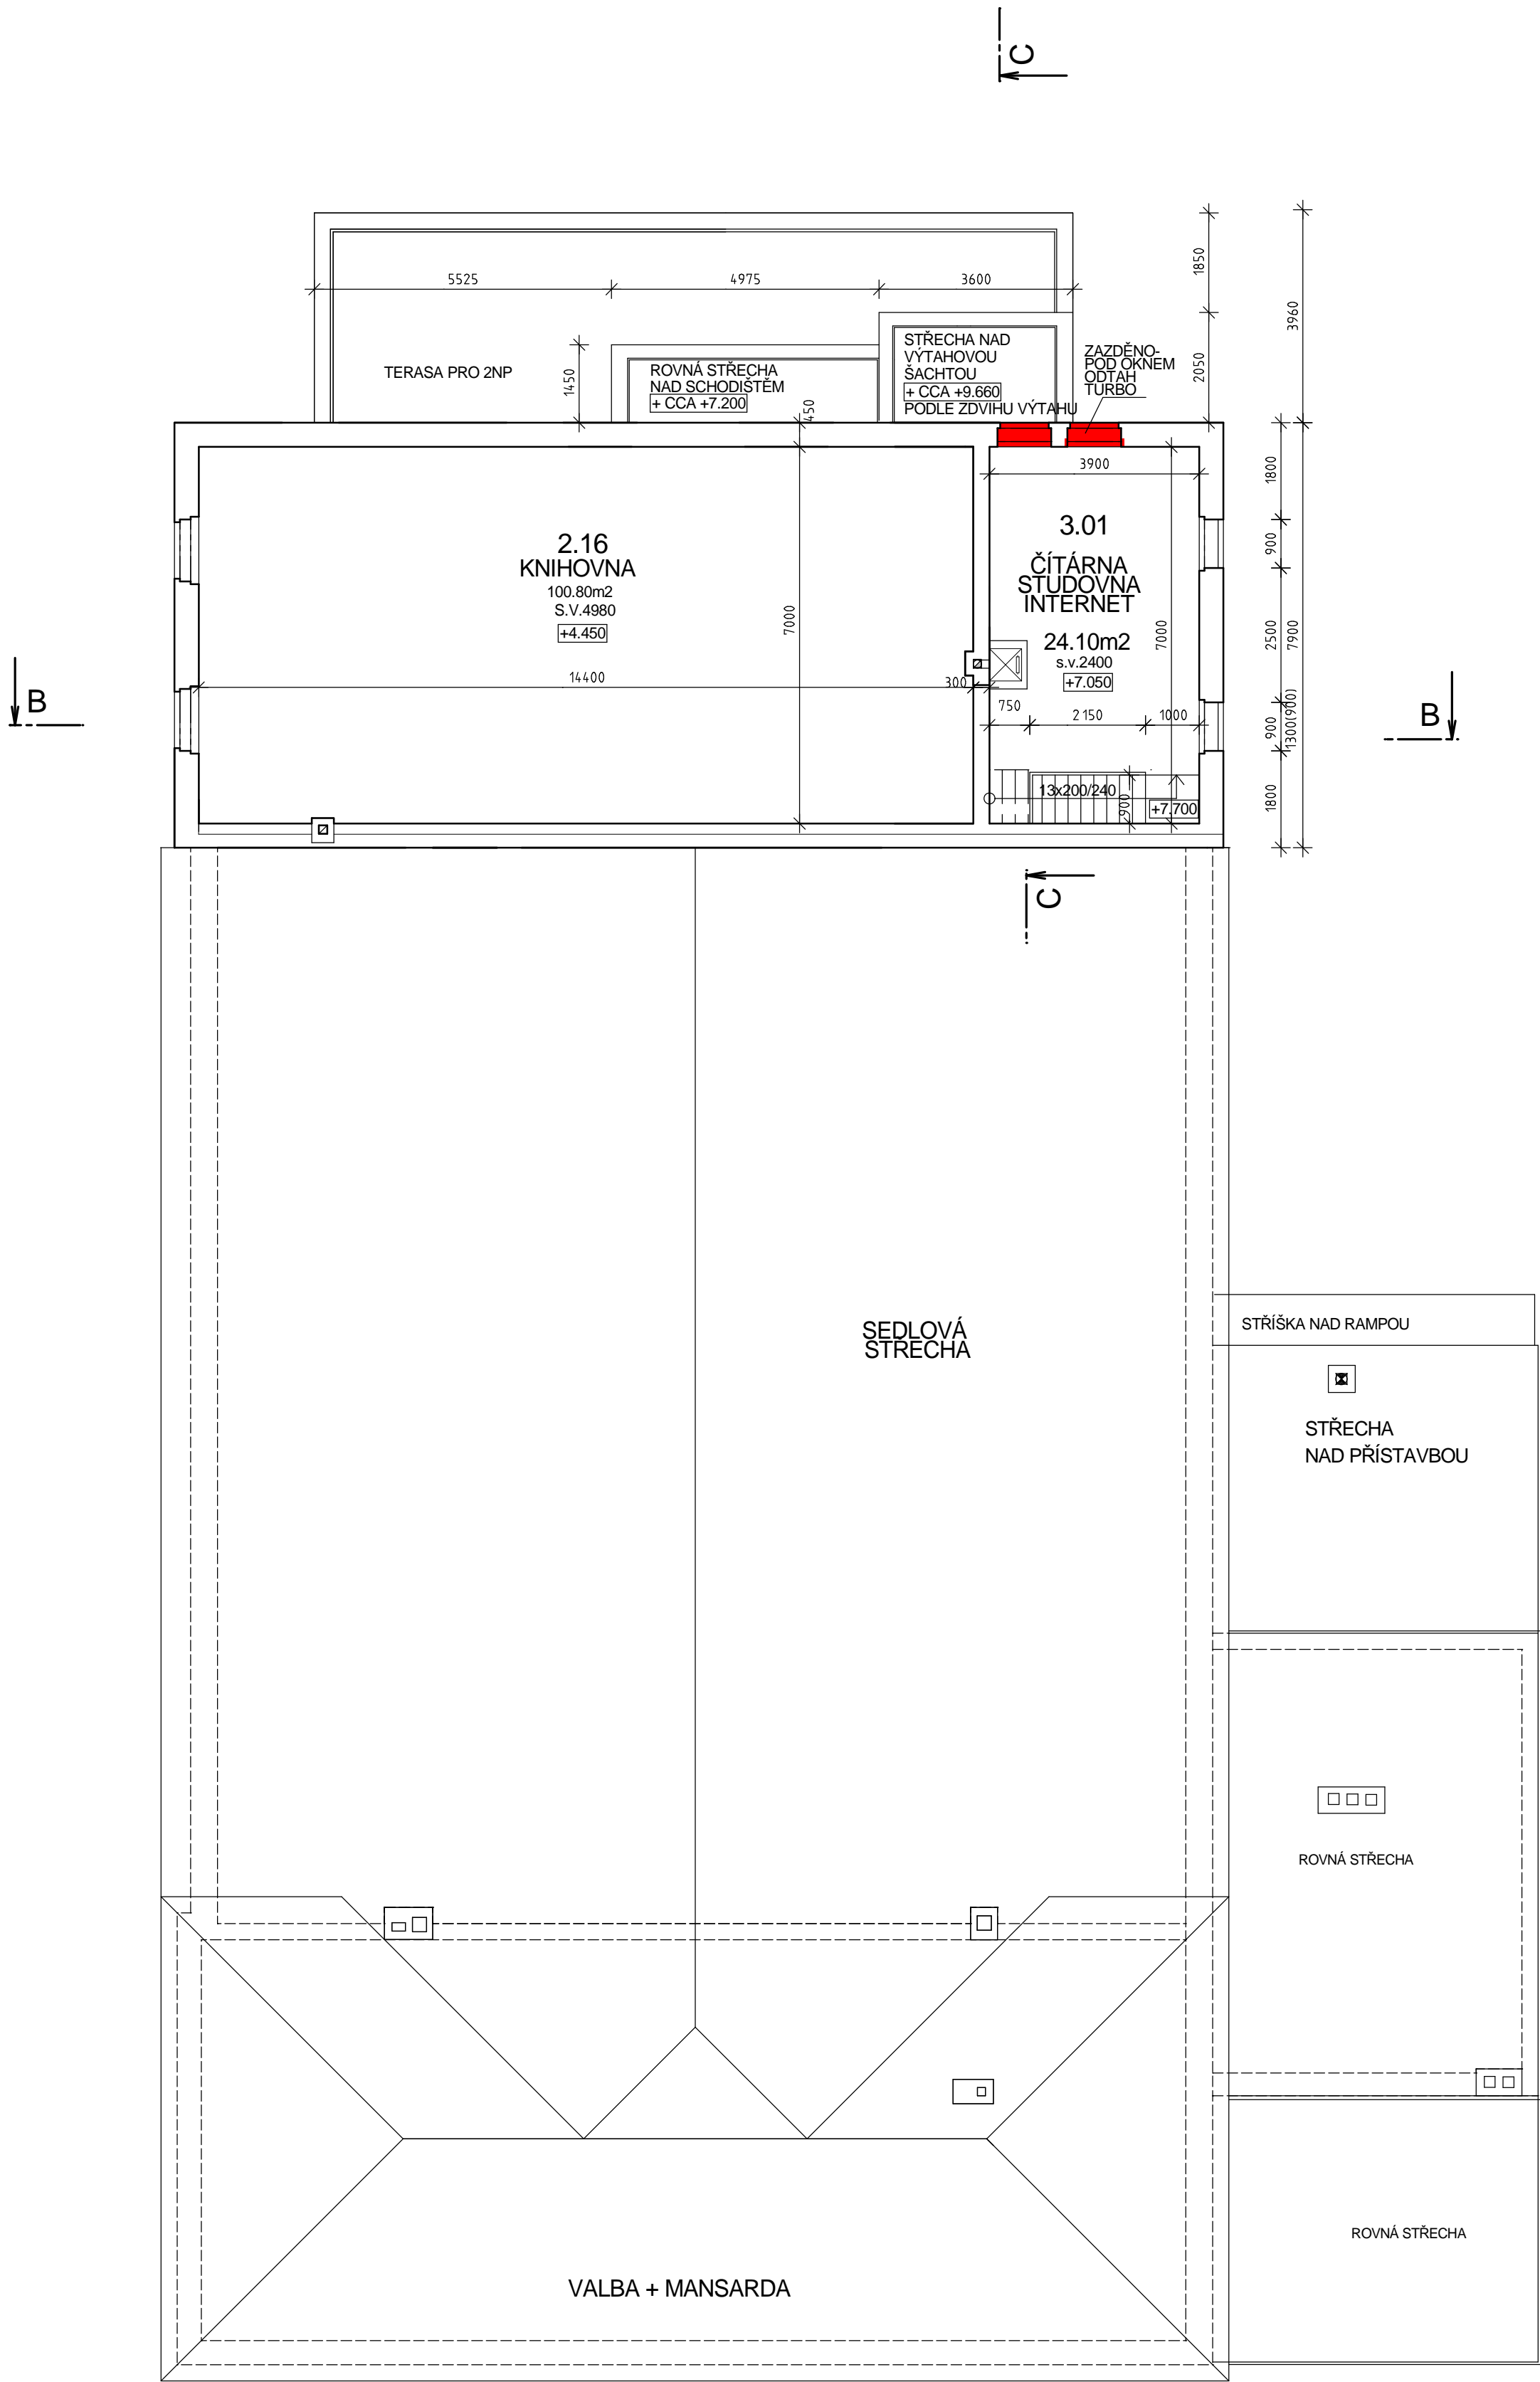 C
1850
3960
5525
4975
3600
STŘECHA NAD
VÝTAHOVOU
ŠACHTOU
+ CCA +9.660
PODLE ZDVIHU VÝTAHU
ZAZDĚNO-
POD OKNEM
ODTAH
TURBO
2050
TERASA PRO 2NP
1450
ROVNÁ STŘECHA
NAD SCHODIŠTĚM
+ CCA +7.200
450
3900
1800
2.16
KNIHOVNA
100.80m2
S.V.4980
+4.450
7000
3.01
ČÍTÁRNA
STUDOVNA
INTERNET
24.10m2
s.v.2400
+7.050
7000
900
2500
7900
14400
300
B
750
2150
1000
900
1300(900)
B
13x200/240
900
+7.700
1800
C
SEDLOVÁ
STŘECHA
STŘÍŠKA NAD RAMPOU
STŘECHA
NAD PŘÍSTAVBOU
ROVNÁ STŘECHA
ROVNÁ STŘECHA
VALBA + MANSARDA